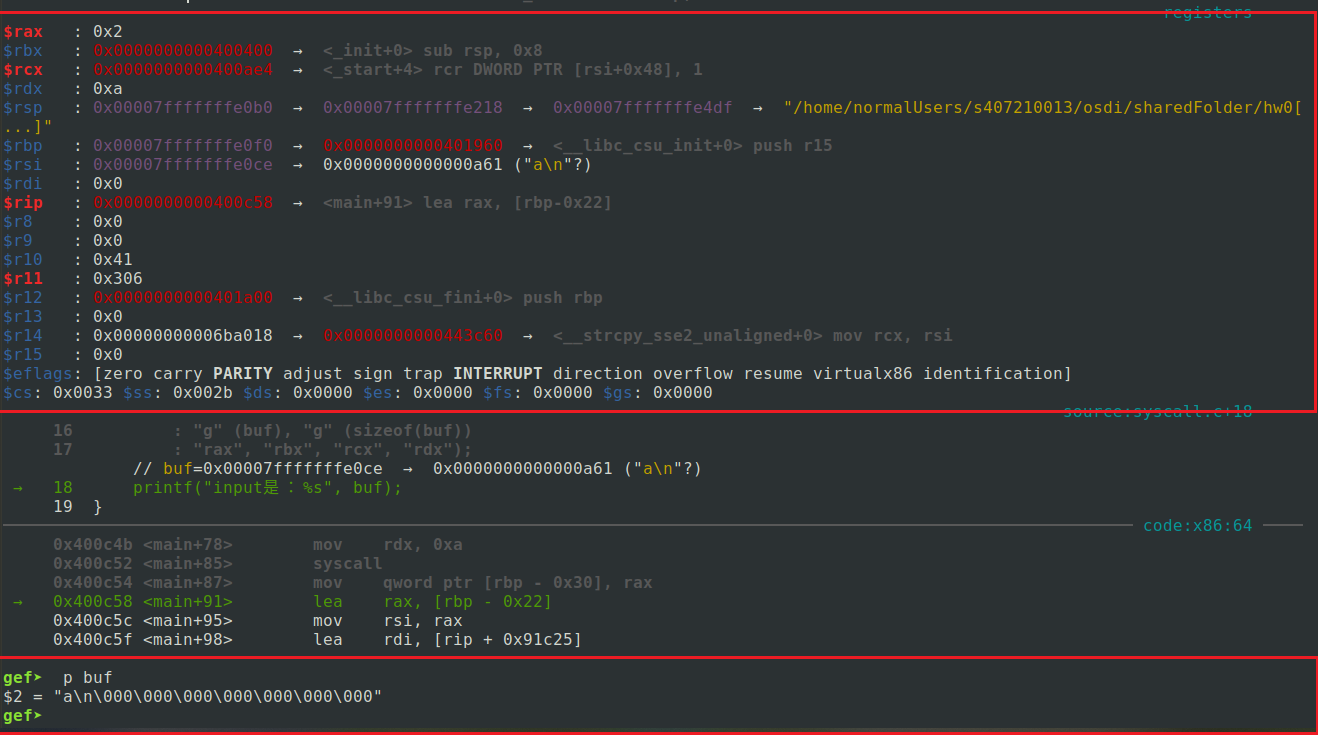 registers
$rax : 0x2
$rbx : 0x0000000000400400 → <_init+0> sub rsp, 0x8
$rcx : 0x0000000000400ae4 → <_start+4> rcr DWORD PTR [rsi+0x48], 1
$rdx : 0xa
$rsp : 0x00007fffffffe0b0 → 0x00007fffffffe218 → 0x00007fffffffe4df → "/home/normalUsers/s407210013/osdi/sharedFolder/hw0[
...]"
$rbp : 0x00007fffffffe0f0 → 0x0000000000401960 → <__libc_csu_init+0> push r15
$rsi : 0x00007fffffffe0ce → 0x0000000000000a61 ("a\n"?)
$rdi : 0x0
$rip : 0x0000000000400c58 → <main+91> lea rax, [rbp-0x22]
$r8 : 0x0
$r9 : 0x0
$r10 : 0x41
$r11 : 0x306
$r12 : 0x0000000000401a00 → <__libc_csu_fini+0> push rbp
$r13 : 0x0
$r14 : 0x00000000006ba018 → 0x0000000000443c60 → <__strcpy_sse2_unaligned+0> mov rcx, rsi
$r15 : 0x0
$eflags: [zero carry PARITY adjust sign trap INTERRUPT direction overflow resume virtualx86 identification]
$cs: 0x0033 $ss: 0x002b $ds: 0x0000 $es: 0x0000 $fs: 0x0000 $gs: 0x0000
source:syscall.c+18
16 : "g" (buf), "g" (sizeof(buf))
17 : "rax", "rbx", "rcx", "rdx");
// buf=0x00007fffffffe0ce → 0x0000000000000a61 ("a\n"?)
→ 18 printf("input是：%s", buf);
19 }
code:x86:64
0x400c4b <main+78> mov rdx, 0xa
0x400c52 <main+85> syscall
0x400c54 <main+87> mov qword ptr [rbp - 0x30], rax
→ 0x400c58 <main+91> lea rax, [rbp - 0x22]
0x400c5c <main+95> mov rsi, rax
0x400c5f <main+98> lea rdi, [rip + 0x91c25]
gef➤ p buf
$2 = "a\n\000\000\000\000\000\000\000"
gef➤